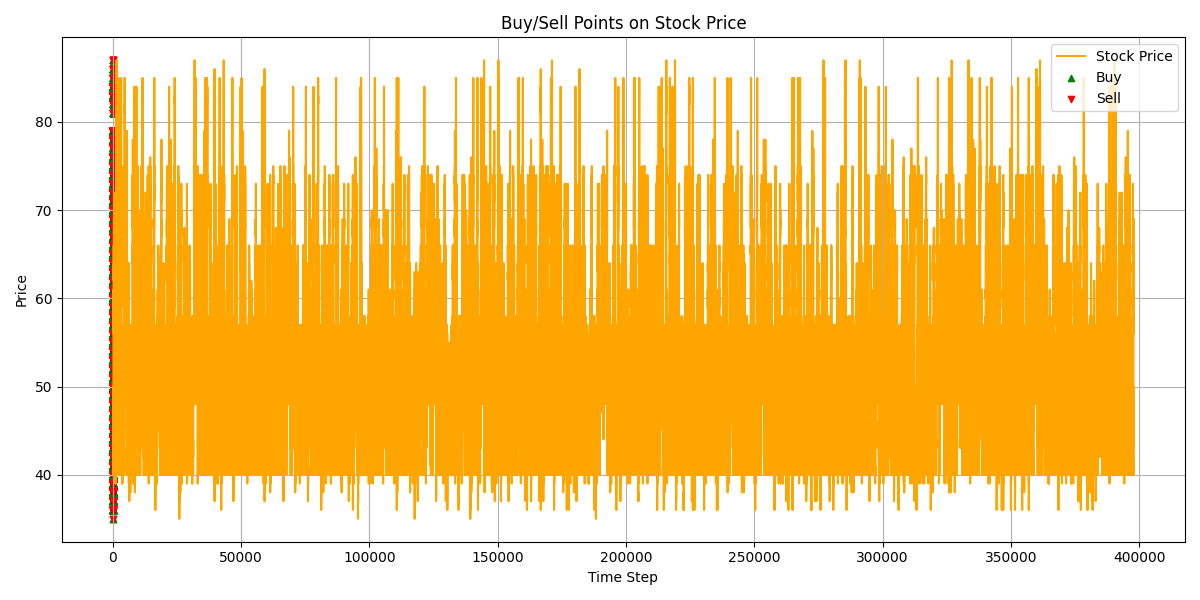 Buy/Sell Points on Stock Price
Stock Price
Buy
Sell
Price
80
70
60
50
40
0
50000
100000
150000
200000
250000
300000
350000
400000
Time Step